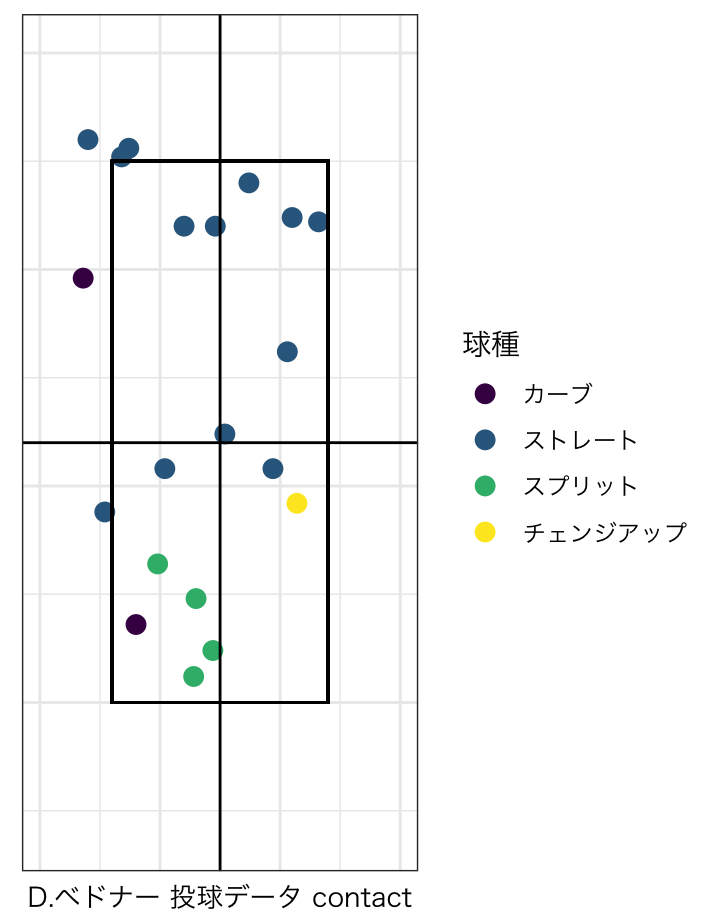 球種
カーブ
ストレート
スプリット
チェンジアップ
D.ベドナー 投球データ contact